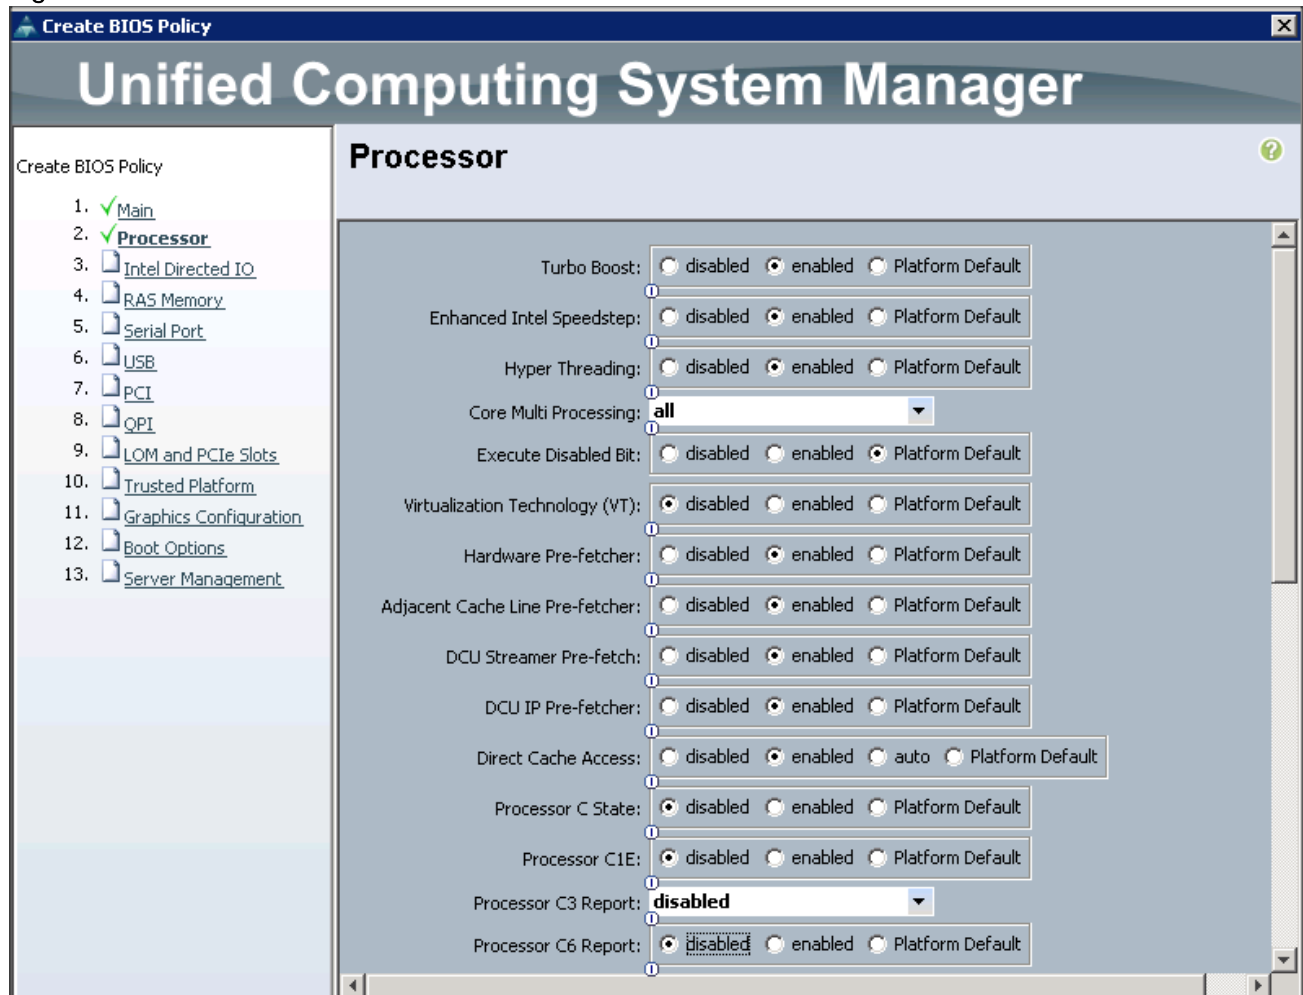 Create BIOS Policy
Unified Computing System Manager
Create BIOS Policy
1. Main
2. Processor
3. Intel Directed IO
4. RAS Memory
5. Serial Port
6. USB
7. PCI
8. QPI
9. LOM and PCIe Slots
10. Trusted Platform
11. Graphics Configuration
12. Boot Options
13. Server Management
Processor
Turbo Boost: disabled enabled Platform Default
Enhanced Intel Speedstep: disabled enabled Platform Default
Hyper Threading: disabled enabled Platform Default
Core Multi Processing: all
Execute Disabled Bit: disabled enabled Platform Default
Virtualization Technology (VT): disabled enabled Platform Default
Hardware Pre-fetcher: disabled enabled Platform Default
Adjacent Cache Line Pre-fetcher: disabled enabled Platform Default
DCU Streamer Pre-fetch: disabled enabled Platform Default
DCU IP Pre-fetcher: disabled enabled Platform Default
Direct Cache Access: disabled enabled auto Platform Default
Processor C State: disabled enabled Platform Default
Processor C1E: disabled enabled Platform Default
Processor C3 Report: disabled
Processor C6 Report: disabled enabled Platform Default